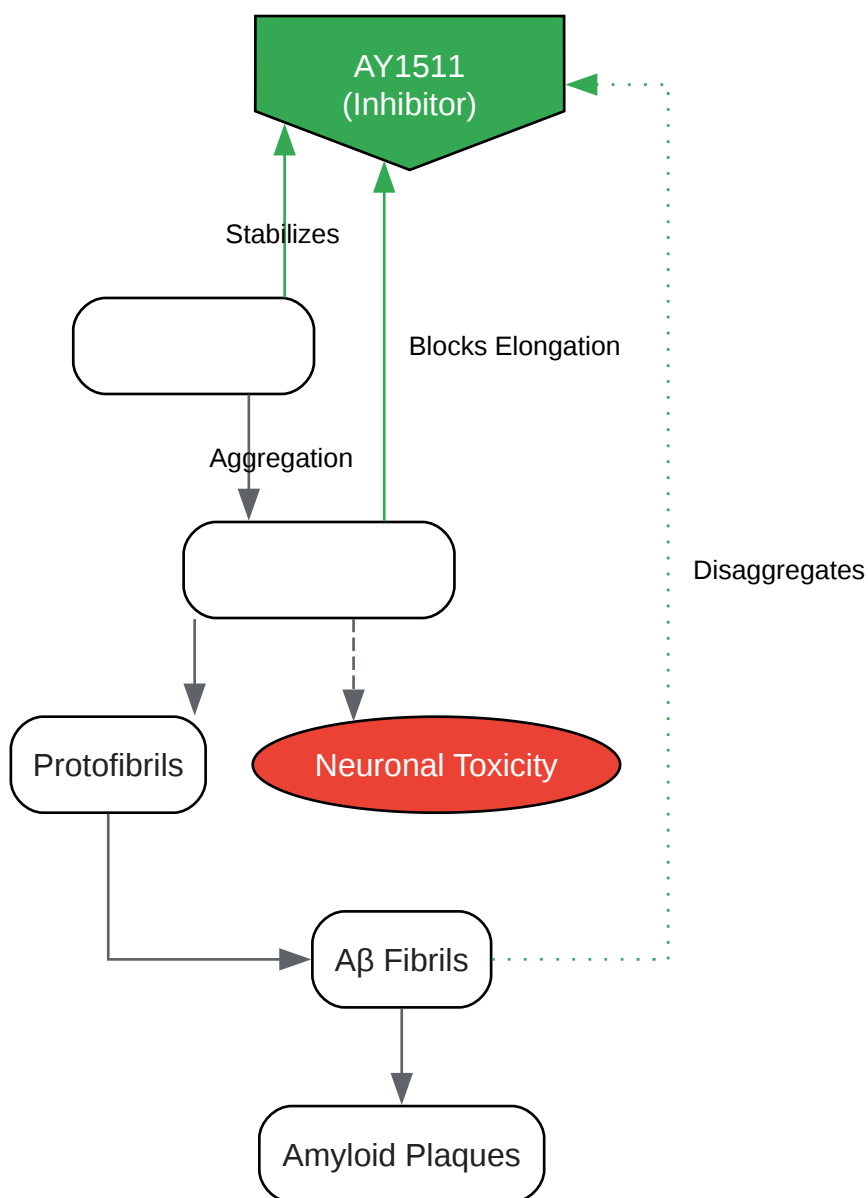 AY1511
(Inhibitor)
Stabilizes
Blocks Elongation
Aggregation
Disaggregates
Protofibrils
Neuronal Toxicity
Aβ Fibrils
Amyloid Plaques